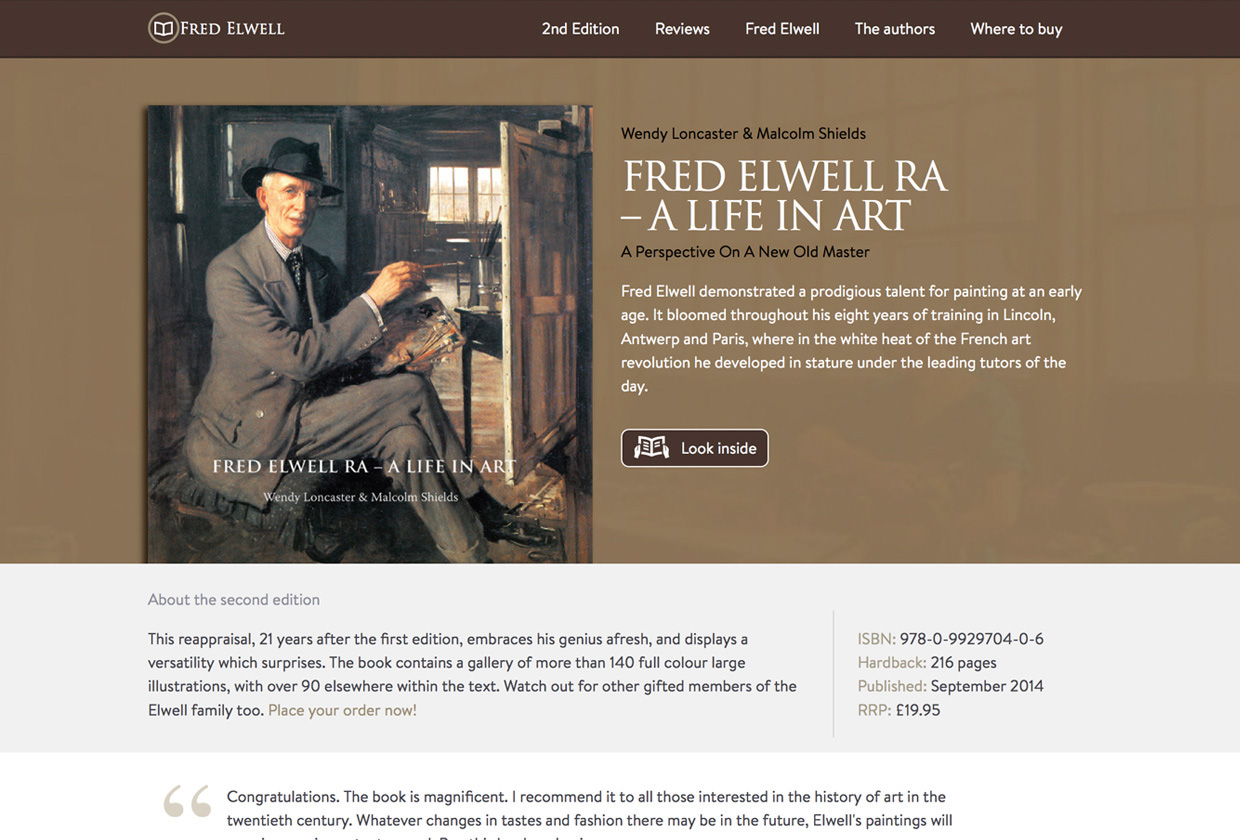 FRED ELWELL
2nd Edition
Reviews
Fred Elwell
The authors
Where to buy
FRED ELWELL RA – A LIFE IN ART
Wendy Loncaster & Malcolm Shields
Wendy Loncaster & Malcolm Shields
FRED ELWELL RA
– A LIFE IN ART
A Perspective On A New Old Master
Fred Elwell demonstrated a prodigious talent for painting at an early
age. It bloomed throughout his eight years of training in Lincoln,
Antwerp and Paris, where in the white heat of the French art
revolution he developed in stature under the leading tutors of the
day.
Look inside
About the second edition
This reappraisal, 21 years after the first edition, embraces his genius afresh, and displays a
versatility which surprises. The book contains a gallery of more than 140 full colour large
illustrations, with over 90 elsewhere within the text. Watch out for other gifted members of the
Elwell family too. Place your order now!
ISBN: 978-0-9929704-0-6
Hardback: 216 pages
Published: September 2014
RRP: £19.95
“
Congratulations. The book is magnificent. I recommend it to all those interested in the history of art in the
twentieth century. Whatever changes in tastes and fashion there may be in the future, Elwell's paintings will